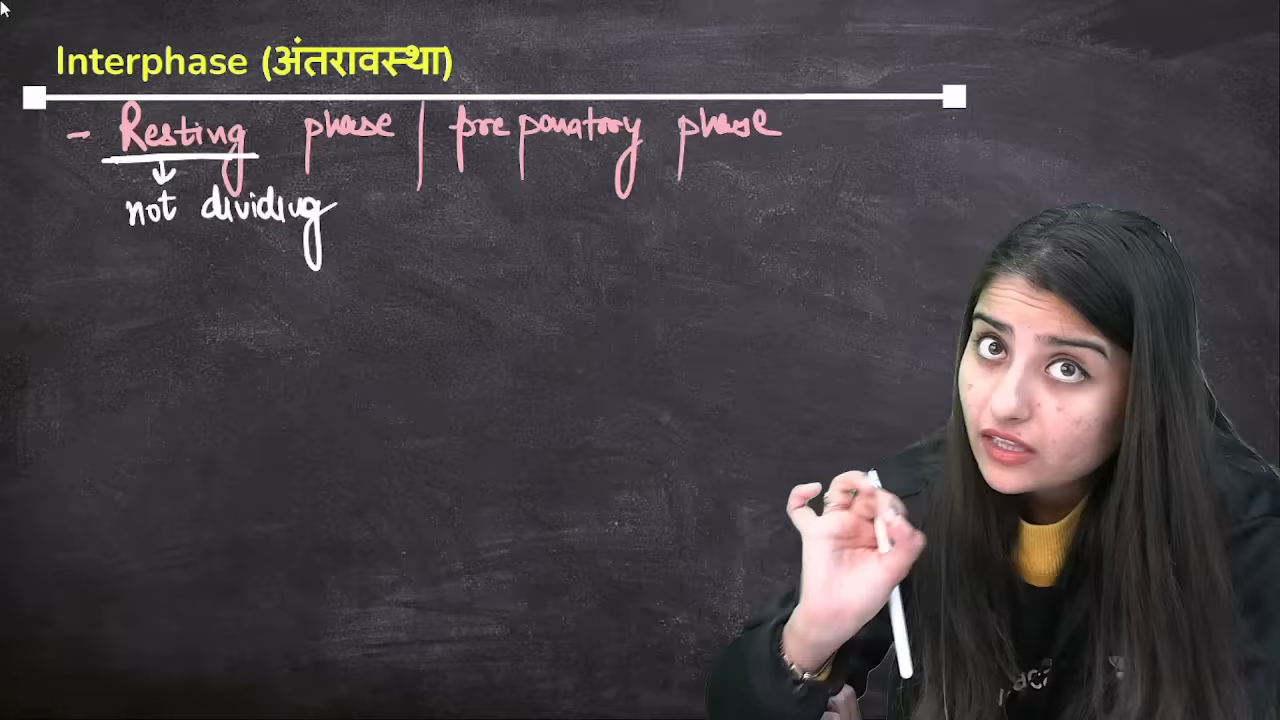 Interphase (अंतरावस्था)
- Resting phase | preparatory phase
↓
not dividing